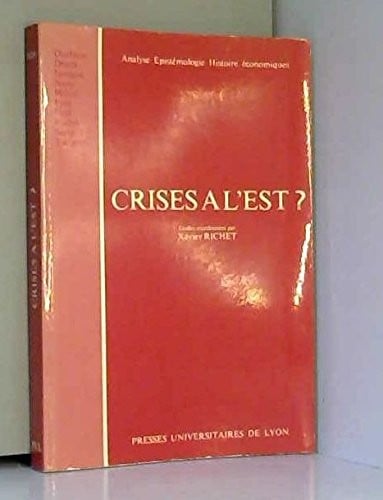 Analyse Epistémologie Histoire économiques
CRISES A L'EST ?
Etudes coordonnées par
Xavier RICHET
PRESSES UNIVERSITAIRES DE LYON
CRISES A L'EST ?